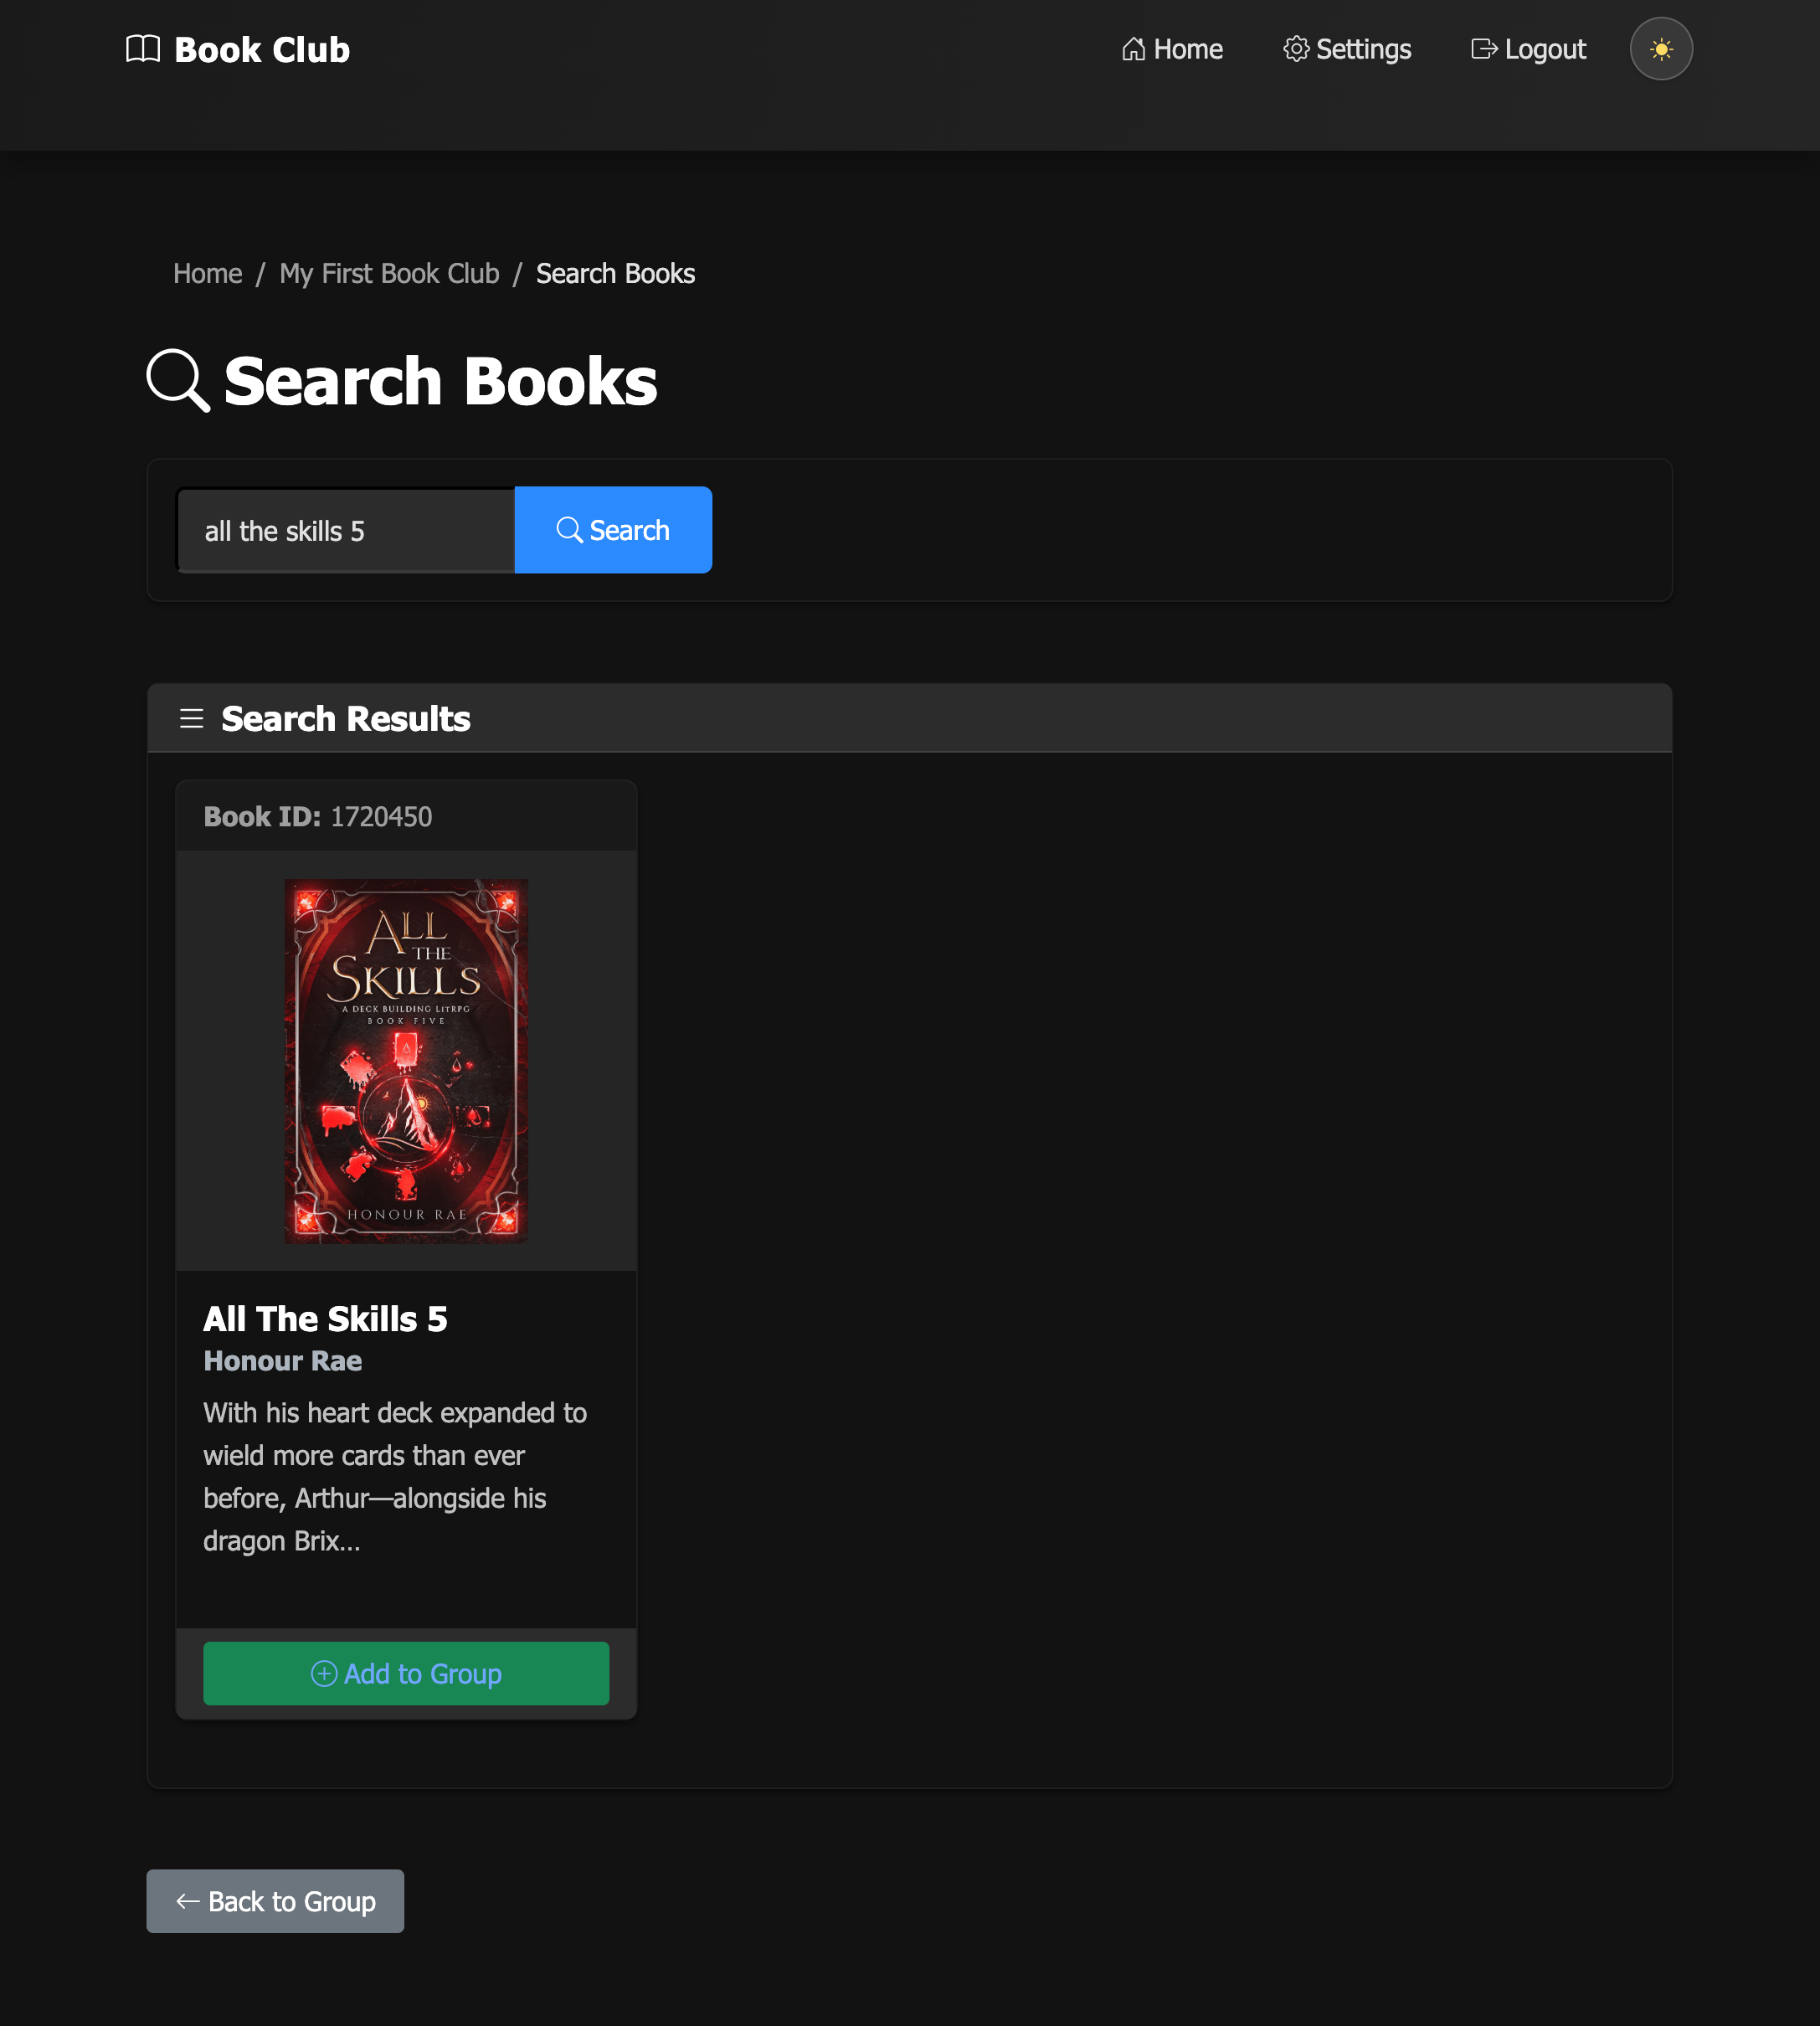 Book Club
Home
Settings
Logout
Home / My First Book Club / Search Books
Search Books
all the skills 5
Search
Search Results
Book ID: 1720450
ALL
THE
SKILLS
A DECK BUILDING LITRPG
BOOK FIVE
HONOUR RAE
All The Skills 5
Honour Rae
With his heart deck expanded to
wield more cards than ever
before, Arthur—alongside his
dragon Brix...
Add to Group
Back to Group